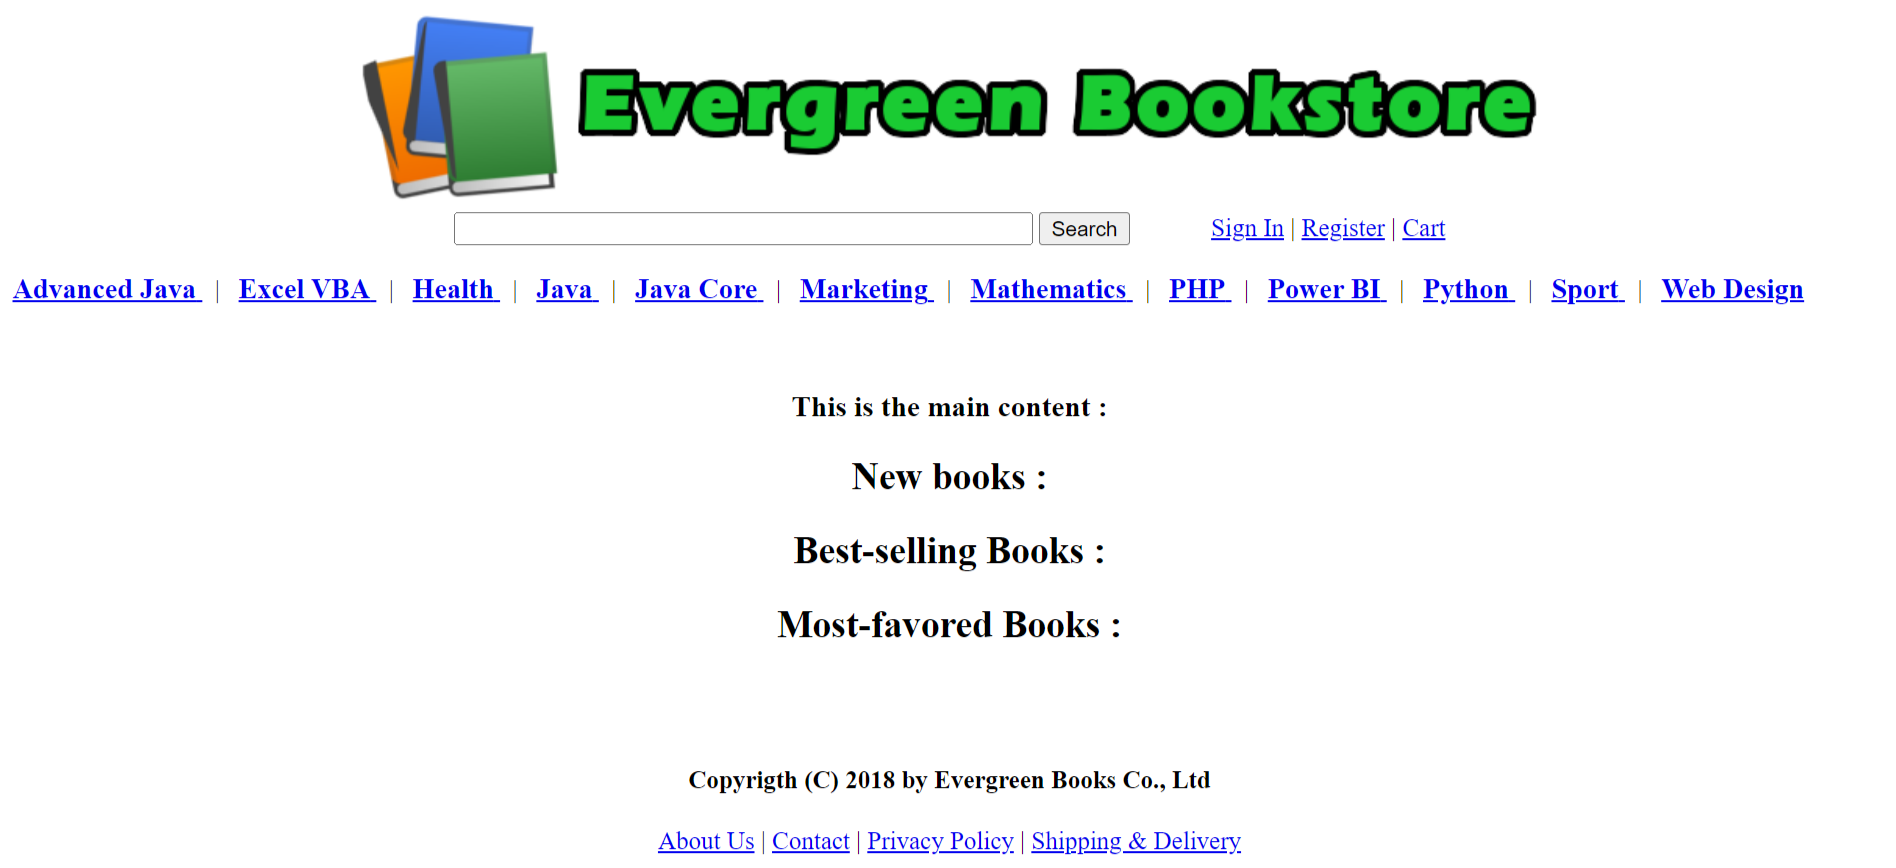 Evergreen Bookstore
Search Sign In | Register | Cart
Advanced Java | Excel VBA | Health | Java | Java Core | Marketing | Mathematics | PHP | Power BI | Python | Sport | Web Design
This is the main content :
New books :
Best-selling Books :
Most-favored Books :
Copyrigth (C) 2018 by Evergreen Books Co., Ltd
About Us | Contact | Privacy Policy | Shipping & Delivery